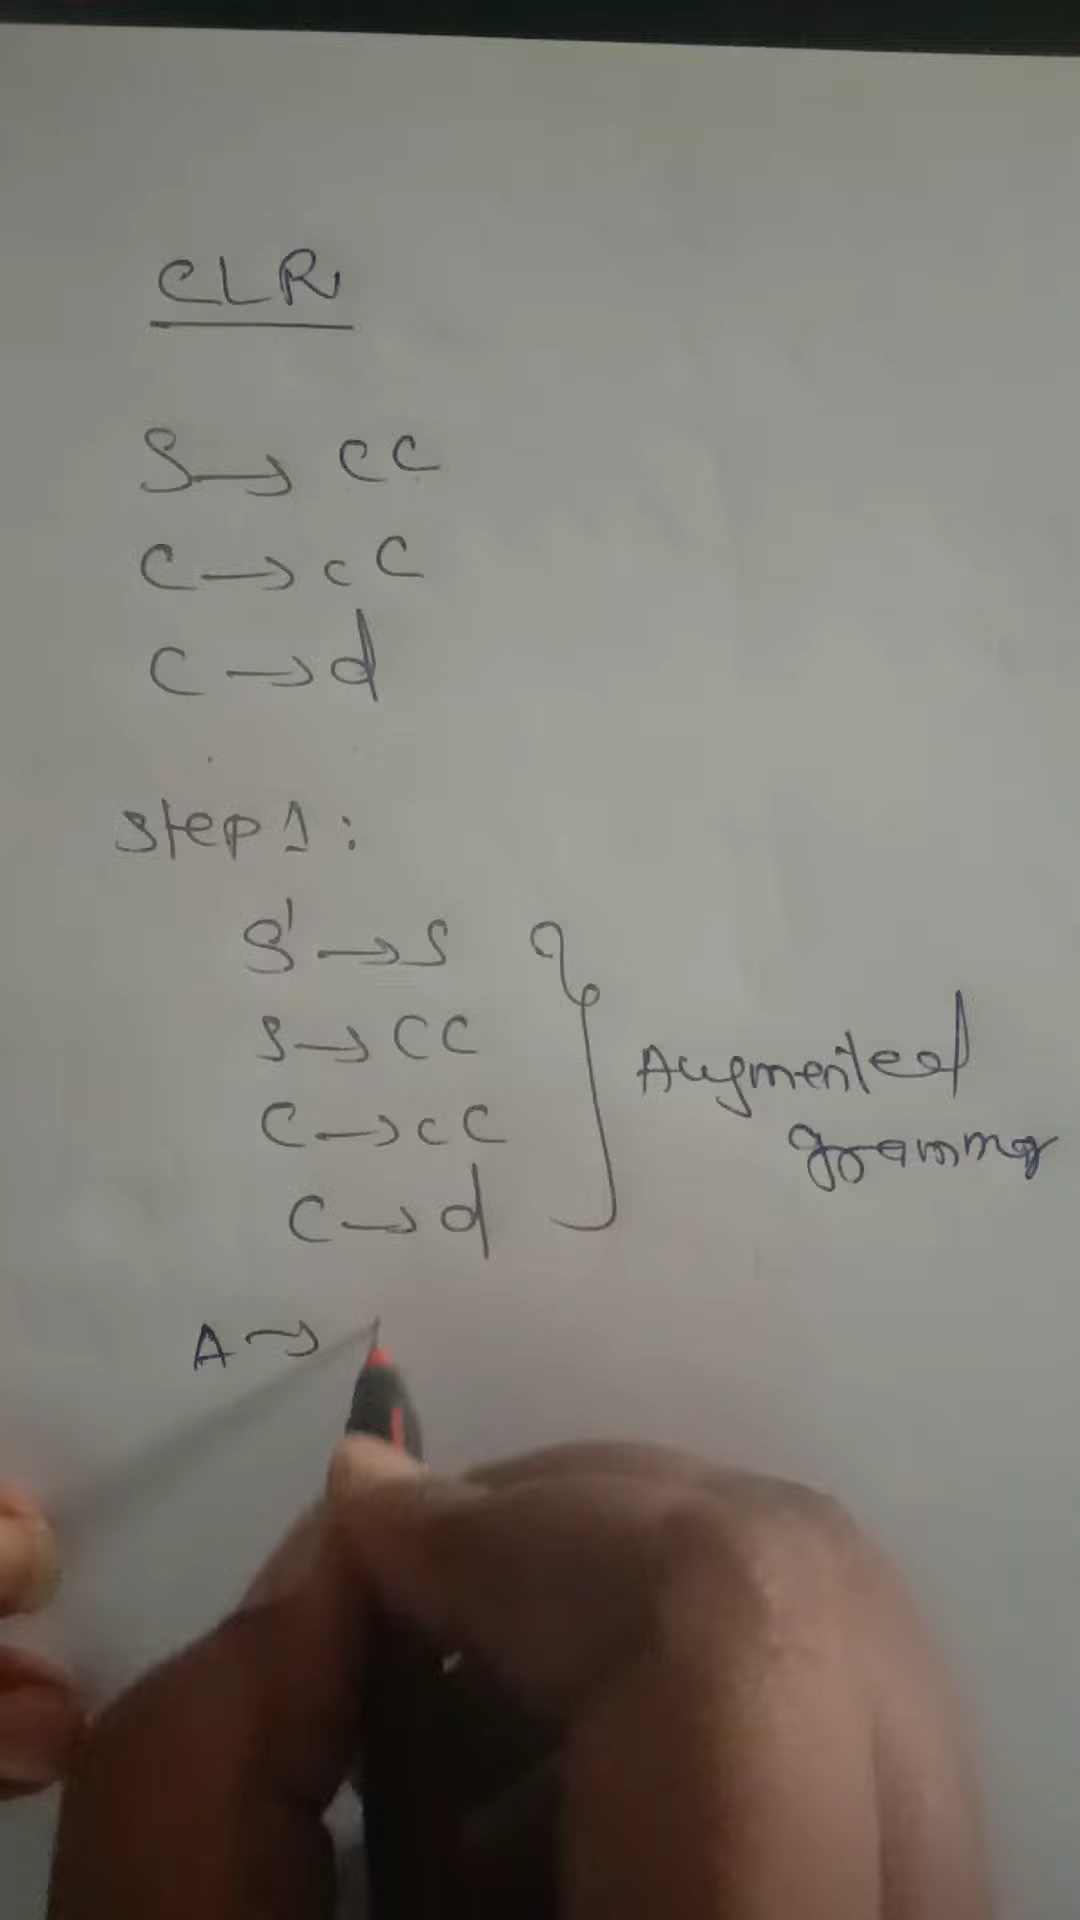 CLR
S → CC
C → cC
C → d
Step 1:
S' → S
S → CC
C → cC
C → d
Augmented
grammar
A →